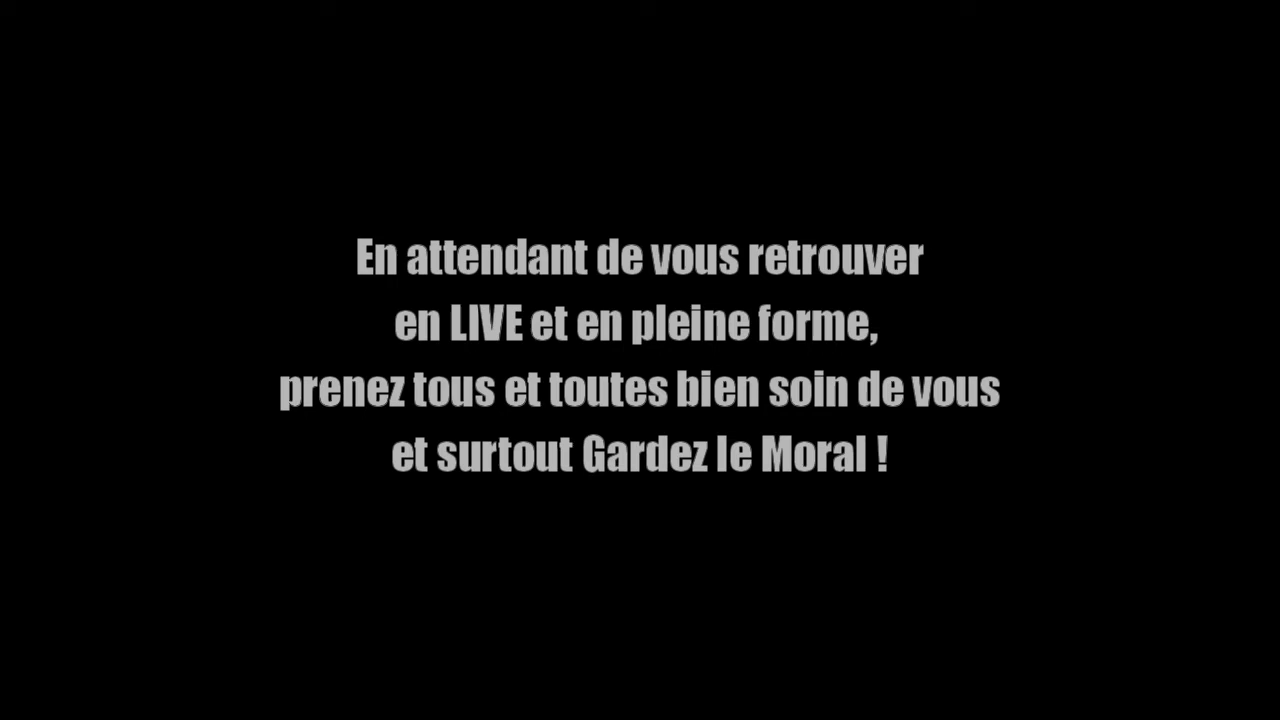 En attendant de vous retrouver
en LIVE et en pleine forme,
prenez tous et toutes bien soin de vous
et surtout Gardez le Moral !